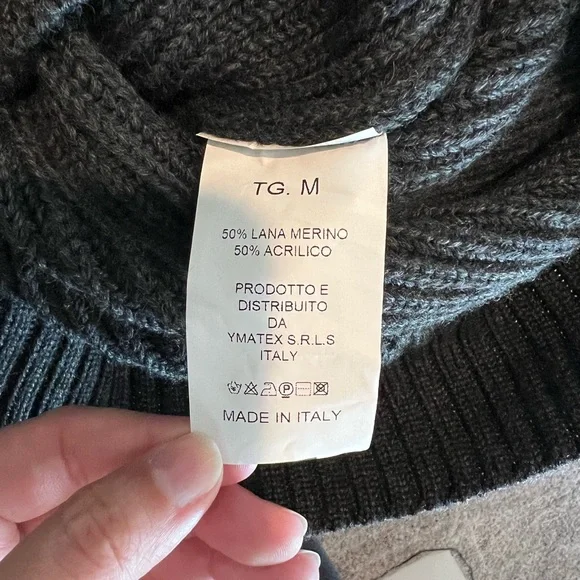 TG. M
50% LANA MERINO
50% ACRILICO
PRODOTTO E
DISTRIBUITO
DA
YMATEX S.R.L.S
ITALY
MADE IN ITALY